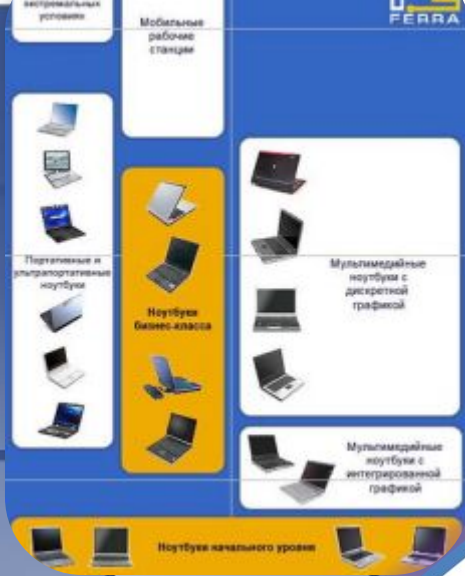 экстремальных
условиях
Мобильные
рабочие
станции
FERRA
Портативные и
ультрапортативные
ноутбуки
Ноутбуки
бизнес-класса
Мультимедийные
ноутбуки с
дискретной
графикой
Мультимедийные
ноутбуки с
интегрированной
графикой
Ноутбуки начального уровня